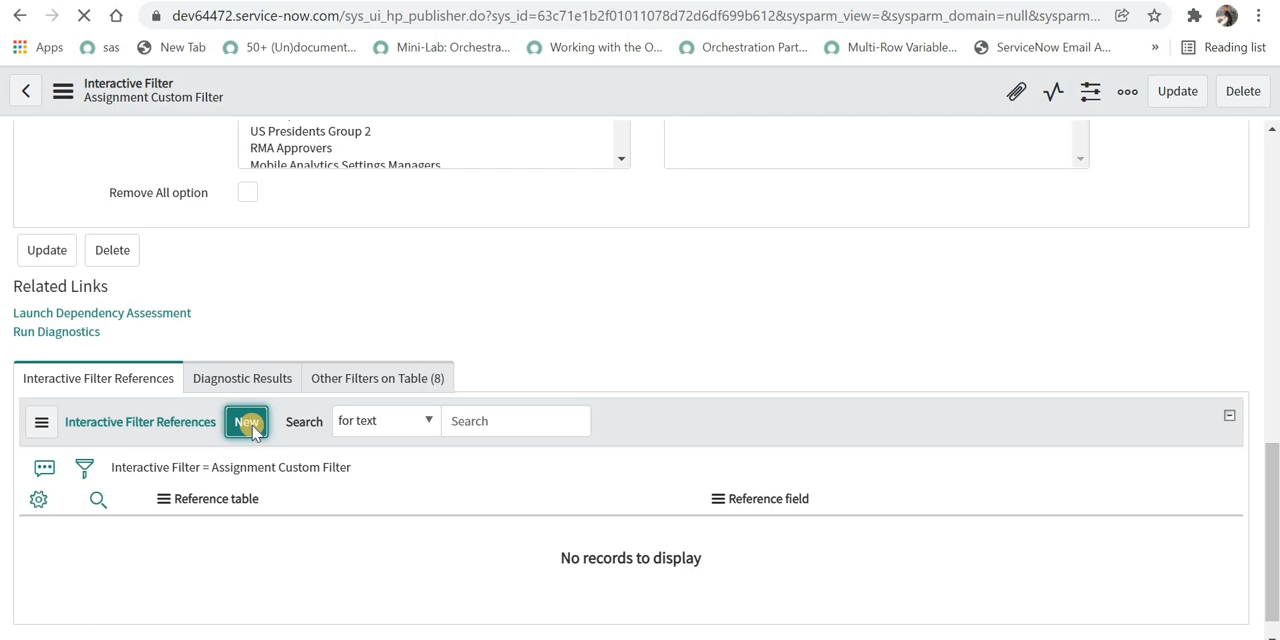 dev64472.service-now.com/sys_ui_hp_publisher.do?sys_id=63c71e1b2f01011078d72d6df699b612&sysparm_view=&sysparm_domain=null&sysparm...
Apps sas New Tab 50+ (Un)document... Mini-Lab: Orchestra... Working with the O... Orchestration Part... Multi-Row Variable... ServiceNow Email A... » Reading list
Interactive Filter
Assignment Custom Filter
Update Delete
US Presidents Group 2
RMA Approvers
Mobile Analytics Settings Managers
Remove All option
Update Delete
Related Links
Launch Dependency Assessment
Run Diagnostics
Interactive Filter References Diagnostic Results Other Filters on Table (8)
Interactive Filter References New Search for text Search
Interactive Filter = Assignment Custom Filter
Reference table Reference field
No records to display